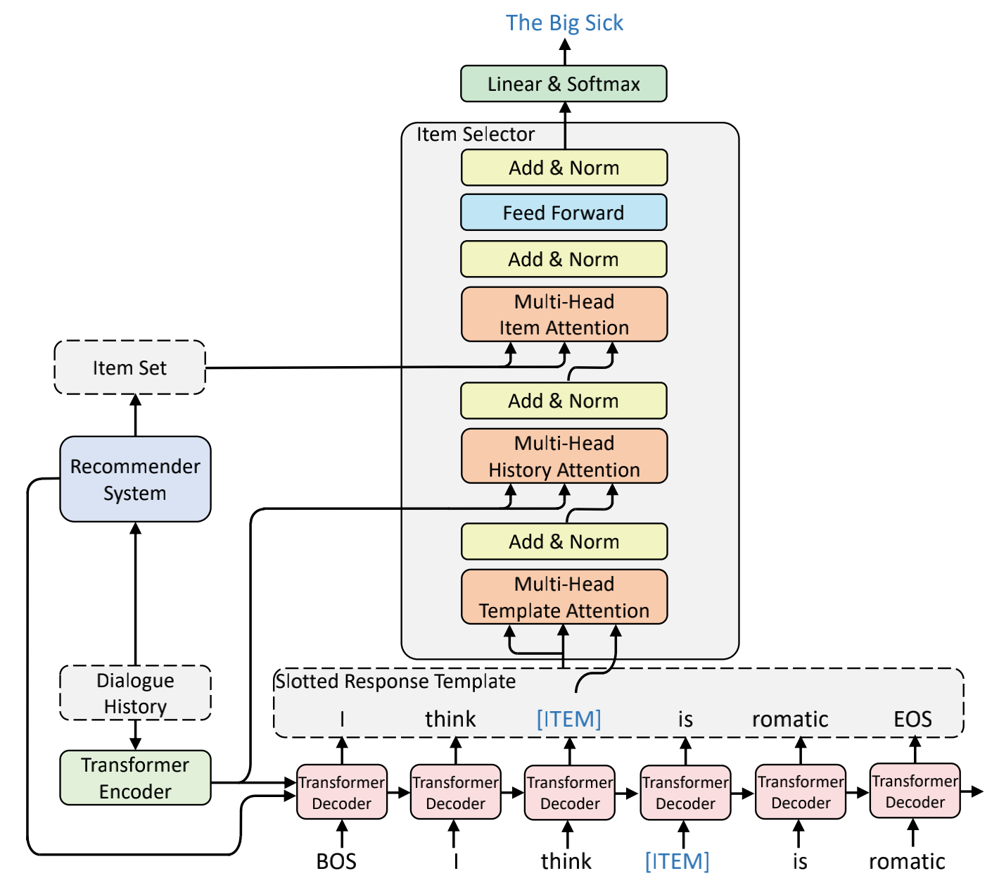 The Big Sick
Linear & Softmax
Item Selector
Add & Norm
Feed Forward
Add & Norm
Multi-Head
Item Attention
Item Set
Add & Norm
Multi-Head
History Attention
Recommender
System
Add & Norm
Multi-Head
Template Attention
Dialogue
History
Slotted Response Template
I think [ITEM] is romatic EOS
Transformer
Encoder
Transformer
Decoder
Transformer
Decoder
Transformer
Decoder
Transformer
Decoder
Transformer
Decoder
Transformer
Decoder
BOS I think [ITEM] is romatic